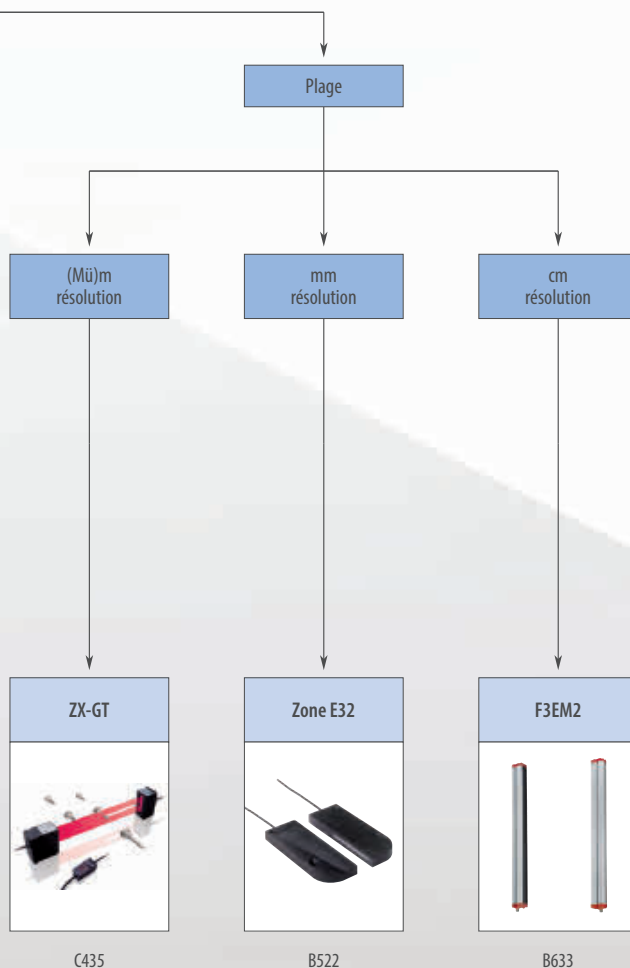 Plage
(Mü)m
résolution
mm
résolution
cm
résolution
ZX-GT
Zone E32
F3EM2
C435
B522
B633